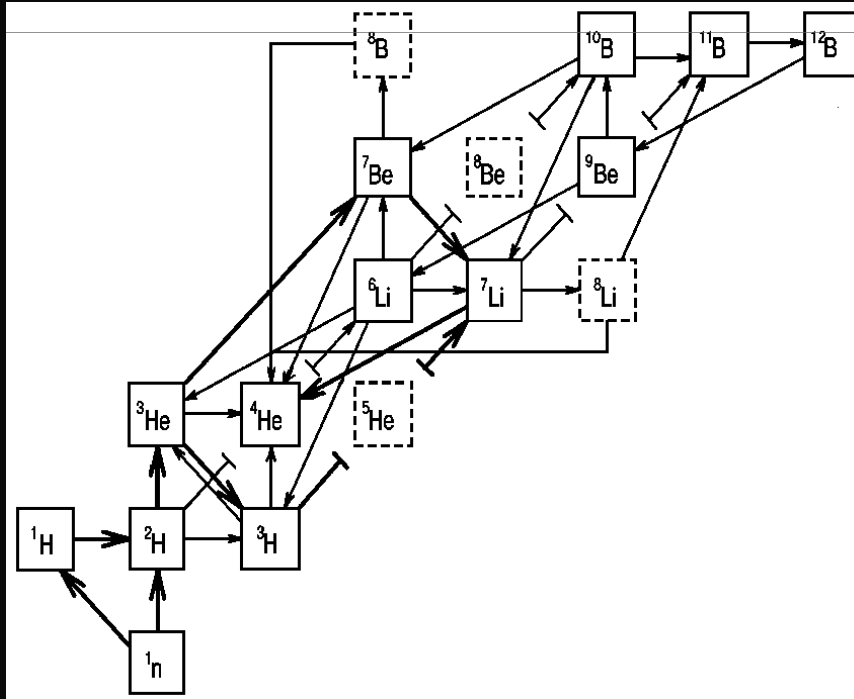 ⁸B ¹⁰B ¹¹B ¹²B
⁷Be ⁸Be ⁹Be
⁶Li ⁷Li ⁸Li
³He ⁴He ⁵He
¹H ²H ³H
¹n